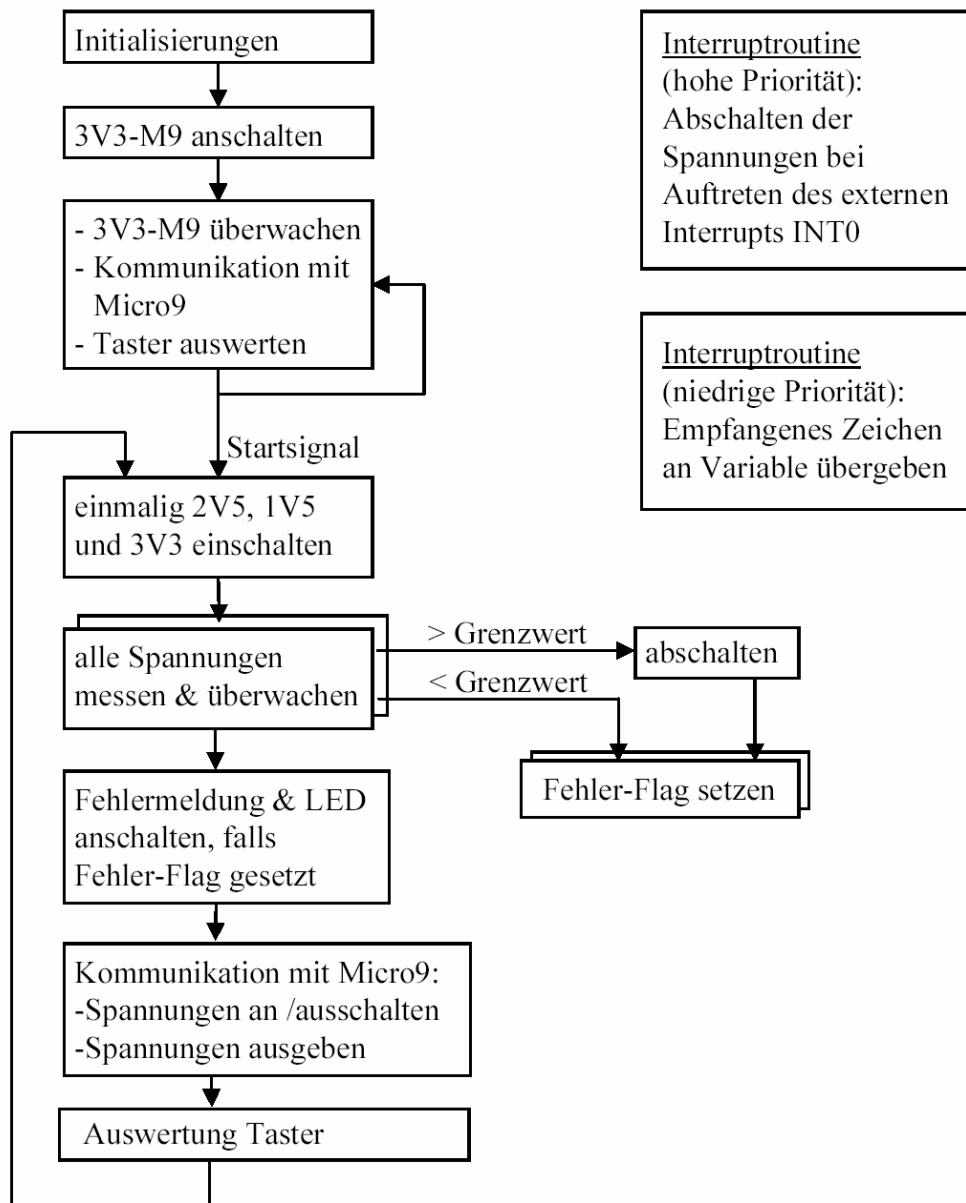 Initialisierungen
3V3-M9 anschalten
- 3V3-M9 überwachen
- Kommunikation mit
Micro9
- Taster auswerten
Startsignal
einmalig 2V5, 1V5
und 3V3 einschalten
alle Spannungen
messen & überwachen
> Grenzwert
< Grenzwert
abschalten
Fehler-Flag setzen
Fehlermeldung & LED
anschalten, falls
Fehler-Flag gesetzt
Kommunikation mit Micro9:
-Spannungen an /ausschalten
-Spannungen ausgeben
Auswertung Taster
Interruptroutine
(hohe Priorität):
Abschalten der
Spannungen bei
Auftreten des externen
Interrupts INT0
Interruptroutine
(niedrige Priorität):
Empfangenes Zeichen
an Variable übergeben